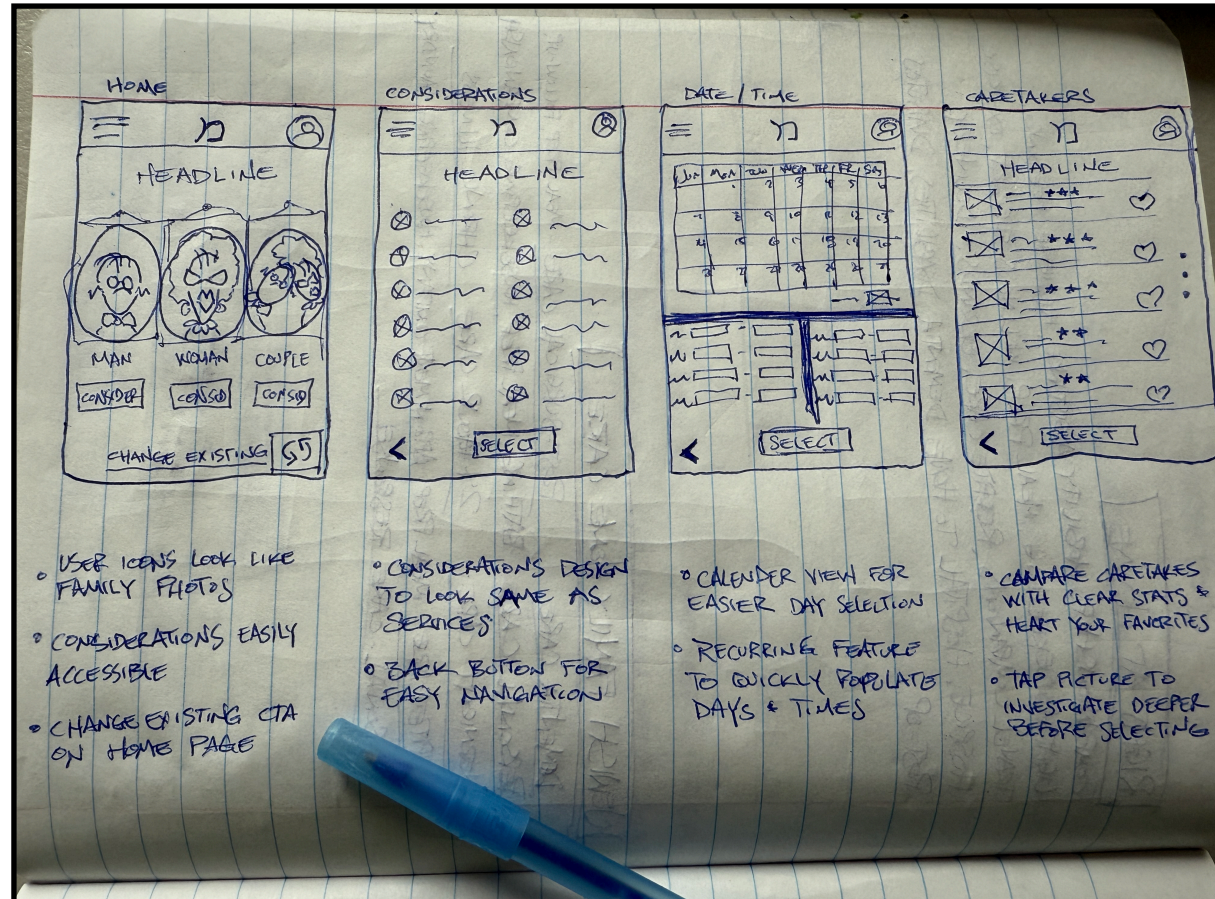 HOME
HEADLINE
MAN
WOMAN
COUPLE
CONSIDER
CONSID
CONSID
CHANGE EXISTING
USER ICONS LOOK LIKE
FAMILY PHOTOS
CONSIDERATIONS EASILY
ACCESSIBLE
CHANGE EXISTING CTA
ON HOME PAGE
CONSIDERATIONS
HEADLINE
SELECT
CONSIDERATIONS DESIGN
TO LOOK SAME AS
SERVICES
BACK BUTTON FOR
EASY NAVIGATION
DATE / TIME
SELECT
CALENDER VIEW FOR
EASIER DAY SELECTION
RECURRING FEATURE
TO QUICKLY POPULATE
DAYS & TIMES
CARETAKERS
HEADLINE
SELECT
COMPARE CARETAKES
WITH CLEAR STATS &
HEART YOUR FAVORITES
TAP PICTURE TO
INVESTIGATE DEEPER
BEFORE SELECTING